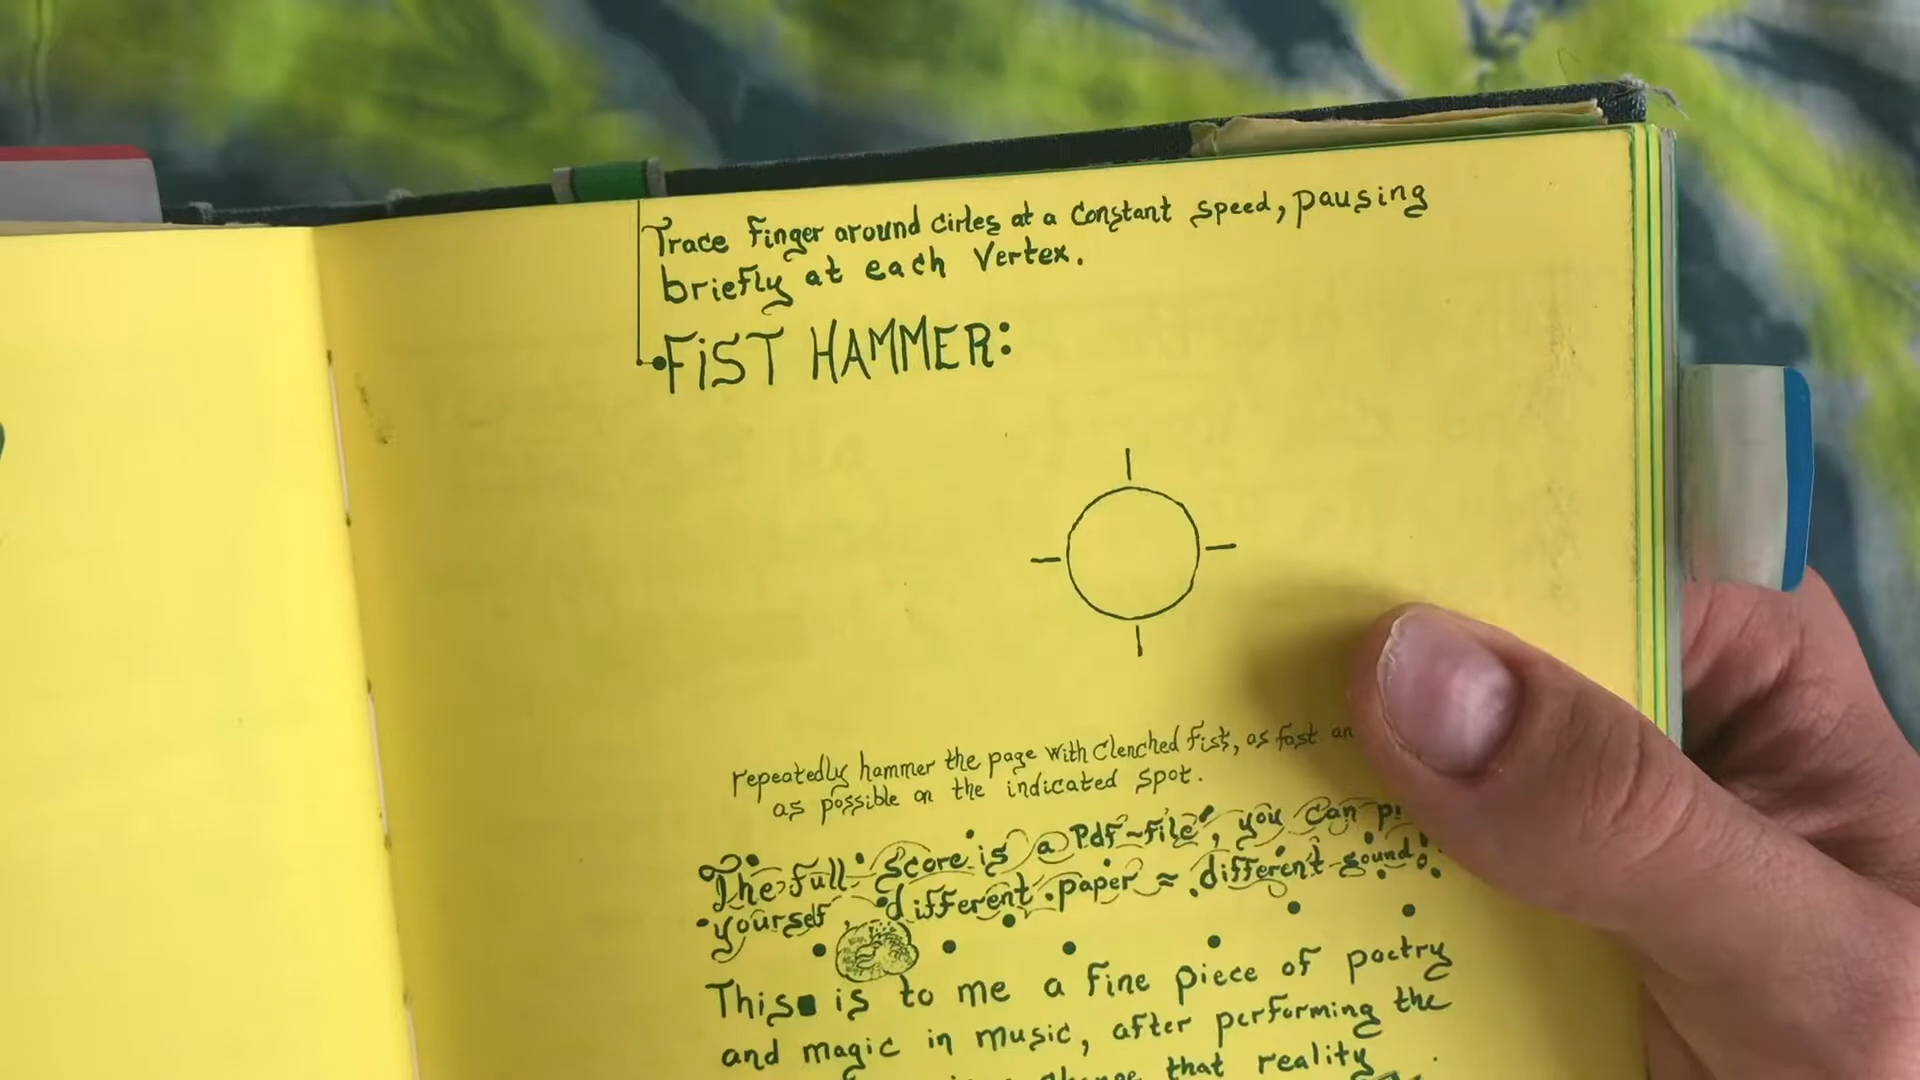 Trace Finger around Cirles at a Constant speed, pausing
briefly at each Vertex.
FiST HAMMER:
repeatedly hammer the page with Clenched Fist, as fast an
as possible on the indicated spot.
The full score is a Pdf-file, you can
yourself, different paper ≈ different sound
This is to me a fine piece of poetry
and magic in music, after performing the
that reality